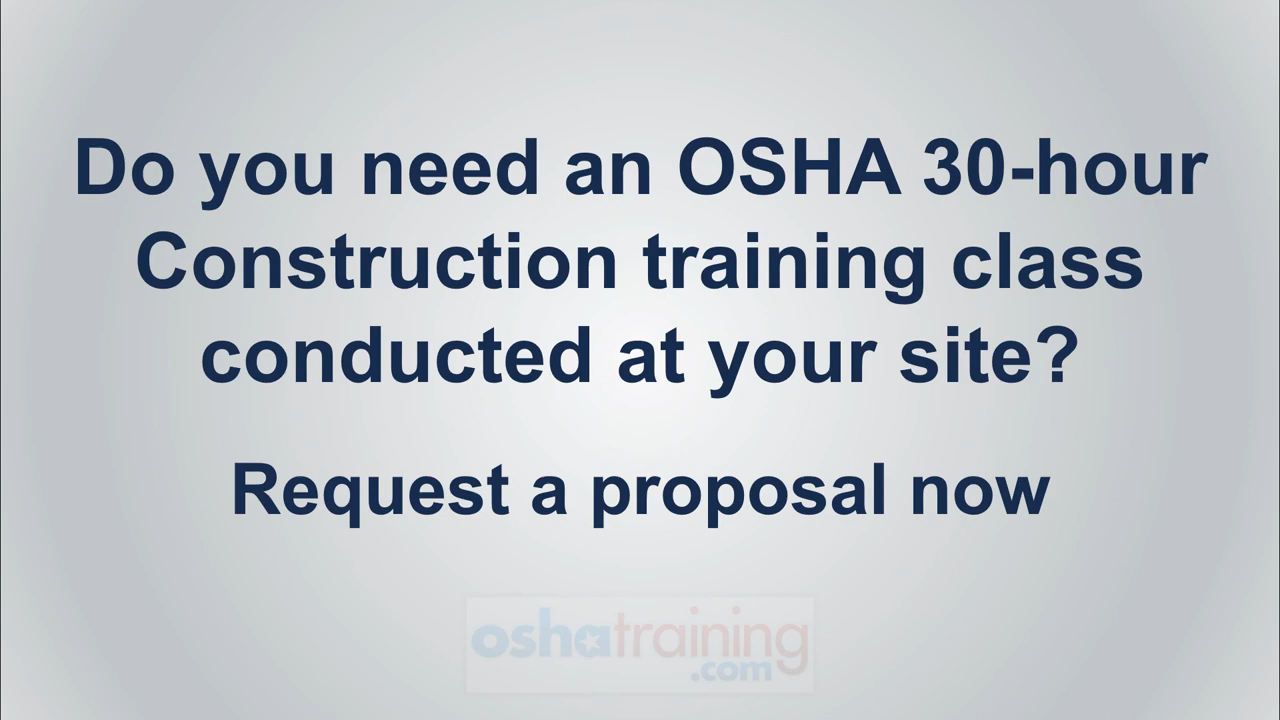 Do you need an OSHA 30-hour
Construction training class
conducted at your site?
Request a proposal now
oshatraining
.com